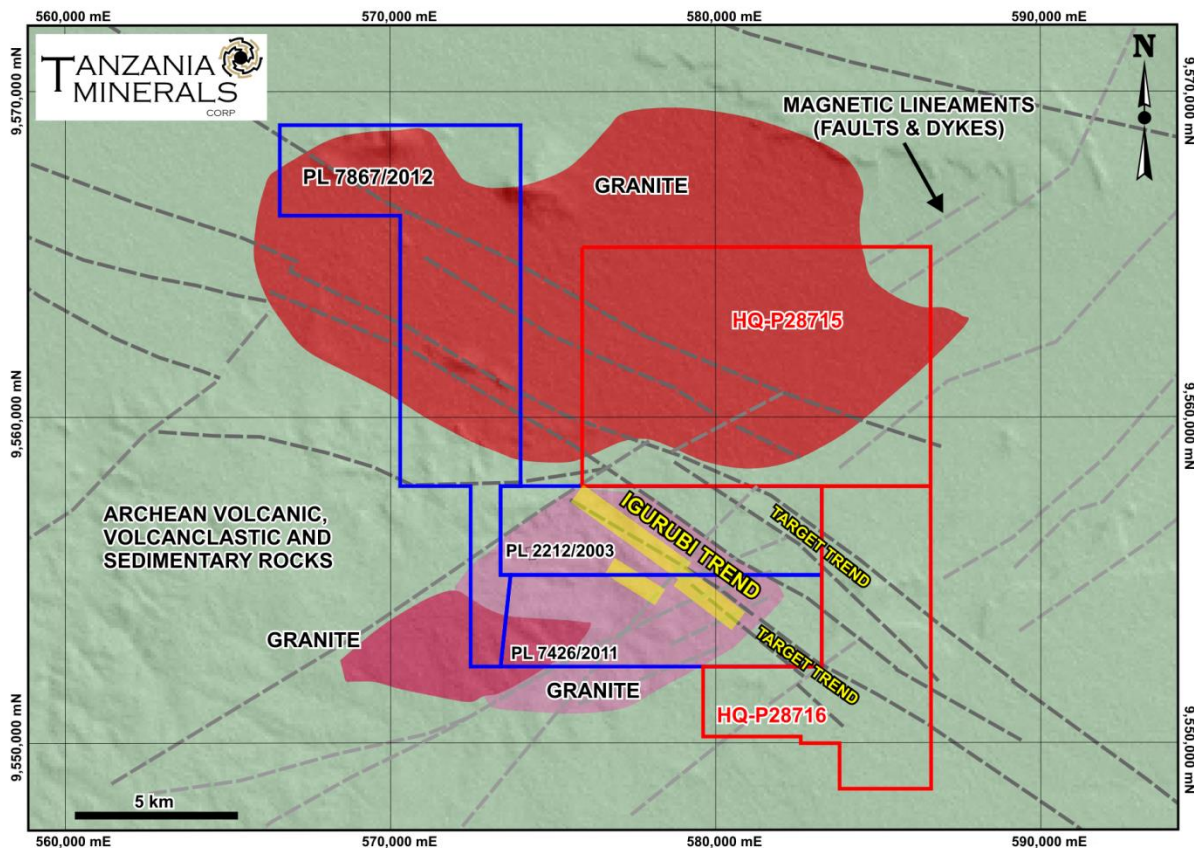 560,000 mE
570,000 mE
580,000 mE
590,000 mE
TANZANIA
MINERALS
CORP
N
9,570,000 mN
9,570,000 mN
MAGNETIC LINEAMENTS
(FAULTS & DYKES)
PL 7867/2012
GRANITE
HQ-P28715
9,560,000 mN
9,560,000 mN
IGURUBI TREND
TARGET TREND
ARCHEAN VOLCANIC,
VOLCANCLASTIC AND
SEDIMENTARY ROCKS
PL 2212/2003
GRANITE
PL 7426/2011
TARGET TREND
GRANITE
HQ-P28716
9,550,000 mN
9,550,000 mN
5 km
560,000 mE
570,000 mE
580,000 mE
590,000 mE